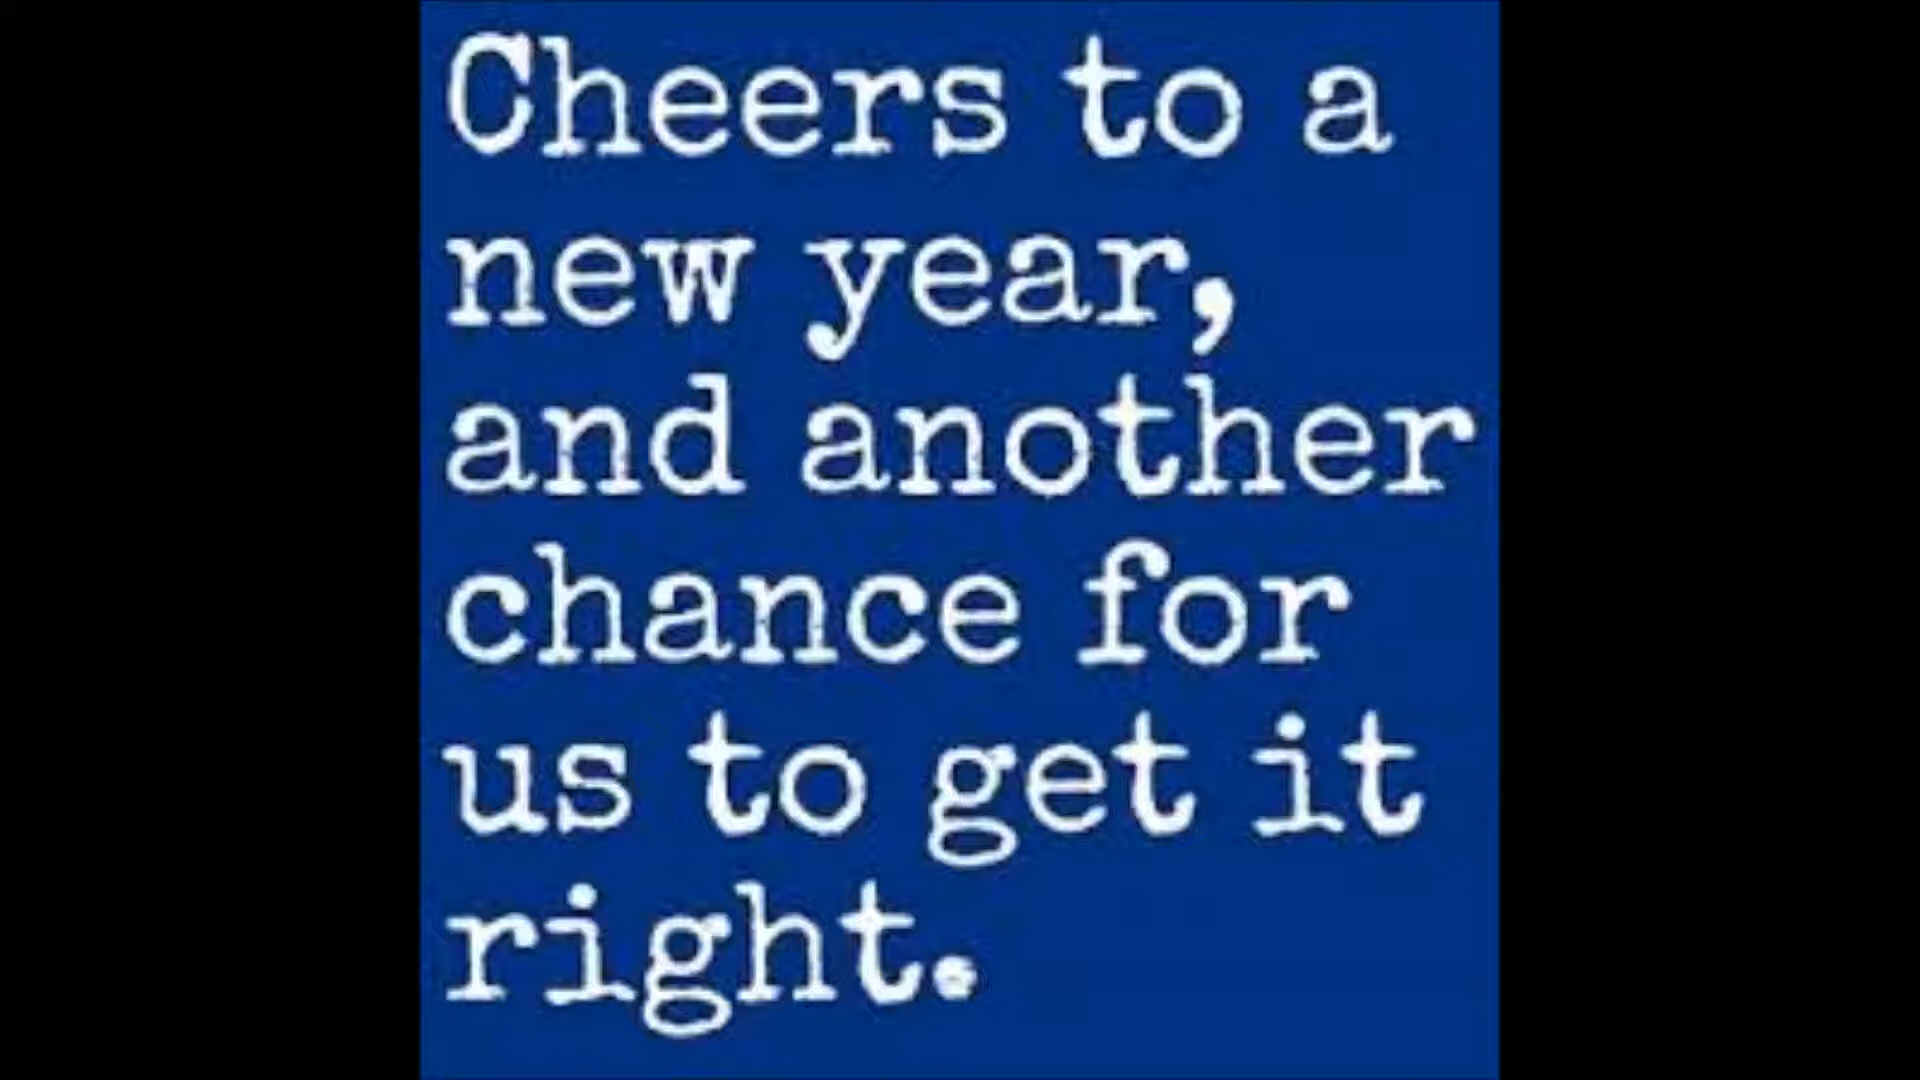 Cheers to a
new year,
and another
chance for
us to get it
right.